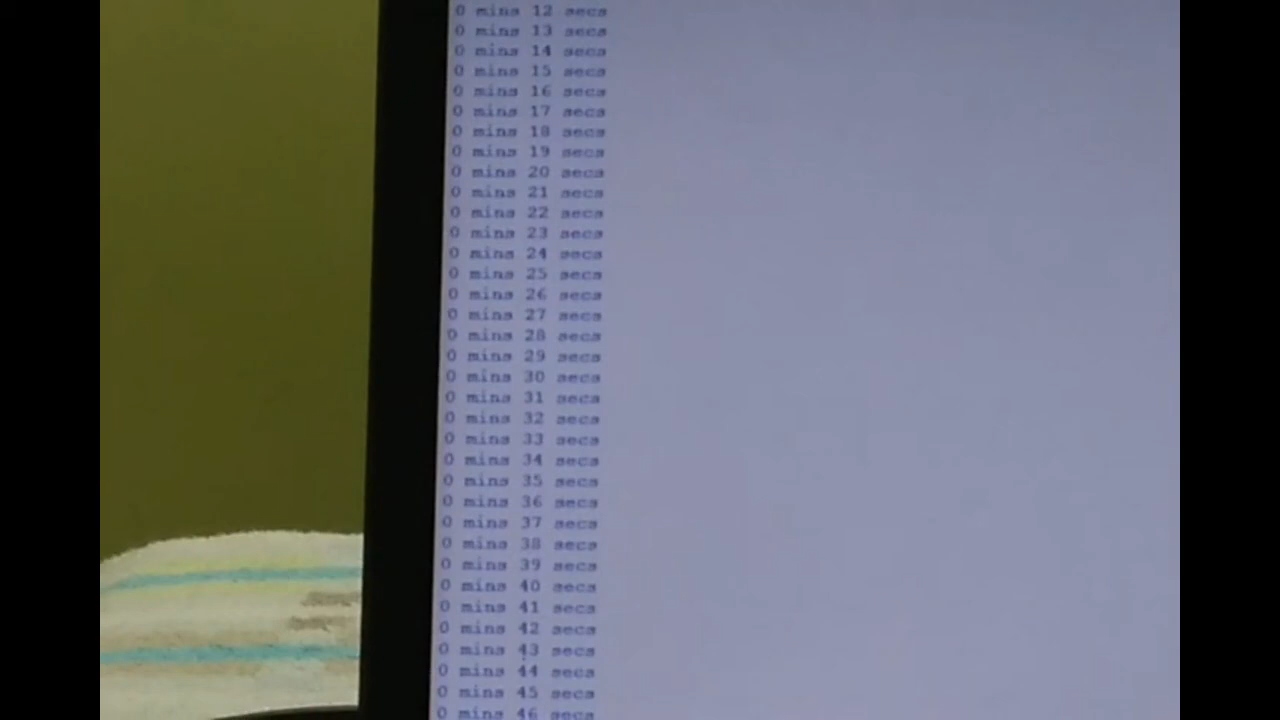 0 mins 12 secs
0 mins 13 secs
0 mins 14 secs
0 mins 15 secs
0 mins 16 secs
0 mins 17 secs
0 mins 18 secs
0 mins 19 secs
0 mins 20 secs
0 mins 21 secs
0 mins 22 secs
0 mins 23 secs
0 mins 24 secs
0 mins 25 secs
0 mins 26 secs
0 mins 27 secs
0 mins 28 secs
0 mins 29 secs
0 mins 30 secs
0 mins 31 secs
0 mins 32 secs
0 mins 33 secs
0 mins 34 secs
0 mins 35 secs
0 mins 36 secs
0 mins 37 secs
0 mins 38 secs
0 mins 39 secs
0 mins 40 secs
0 mins 41 secs
0 mins 42 secs
0 mins 43 secs
0 mins 44 secs
0 mins 45 secs
0 mins 46 secs